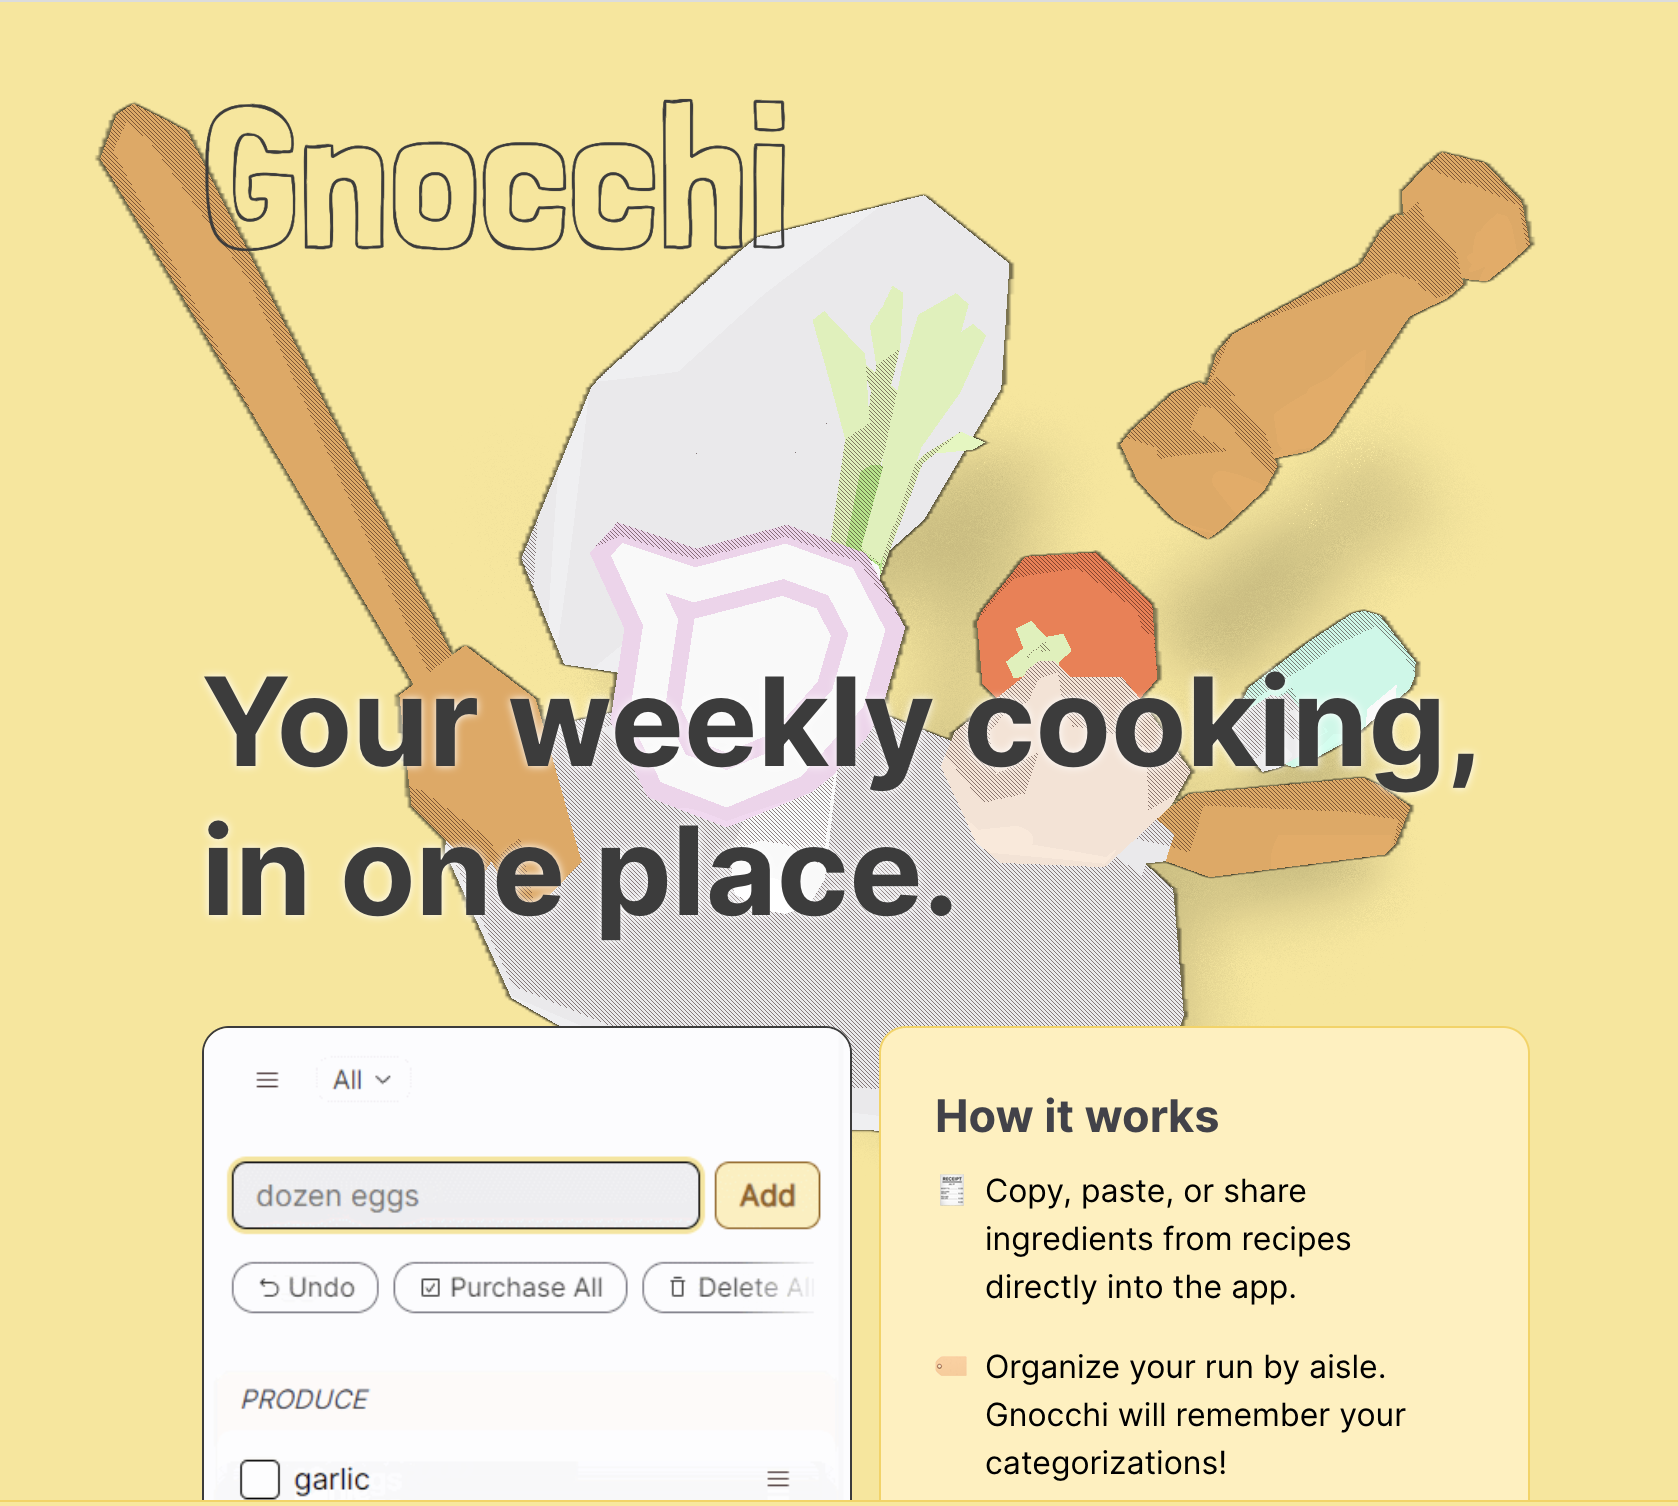 Gnocchi
Your weekly cooking,
in one place.
All
dozen eggs
Add
Undo
Purchase All
Delete All
PRODUCE
garlic
How it works
RECEIPT
Copy, paste, or share
ingredients from recipes
directly into the app.
Organize your run by aisle.
Gnocchi will remember your
categorizations!